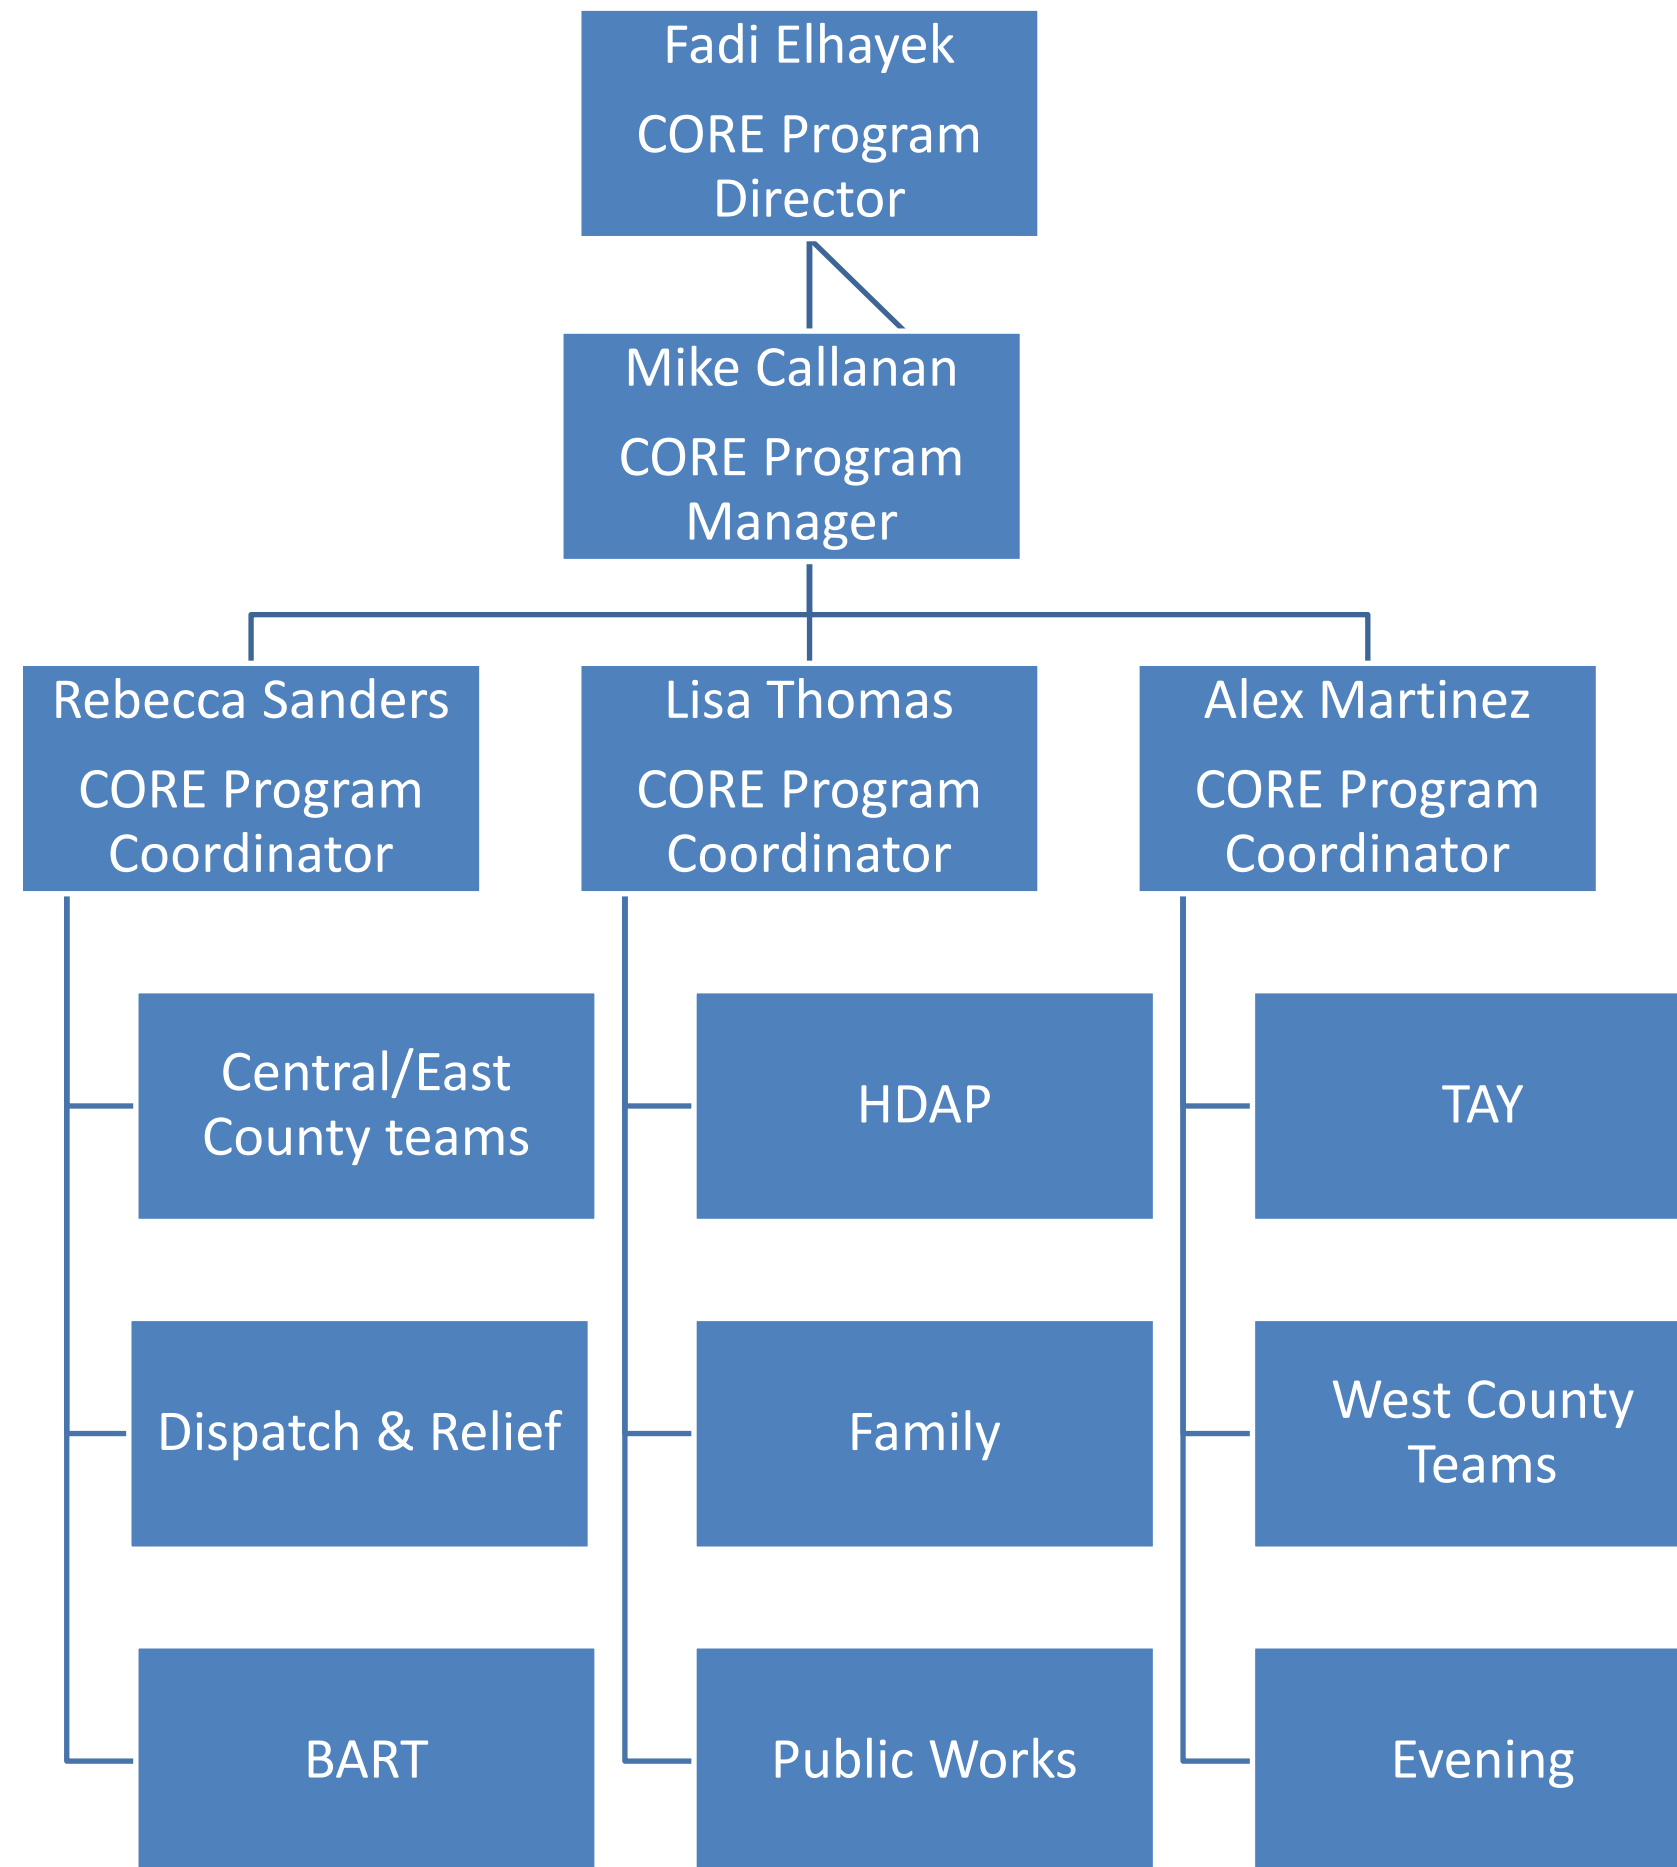 Fadi Elhayek
CORE Program
Director
Mike Callanan
CORE Program
Manager
Rebecca Sanders
CORE Program
Coordinator
Lisa Thomas
CORE Program
Coordinator
Alex Martinez
CORE Program
Coordinator
Central/East
County teams
HDAP
TAY
Dispatch & Relief
Family
West County
Teams
BART
Public Works
Evening